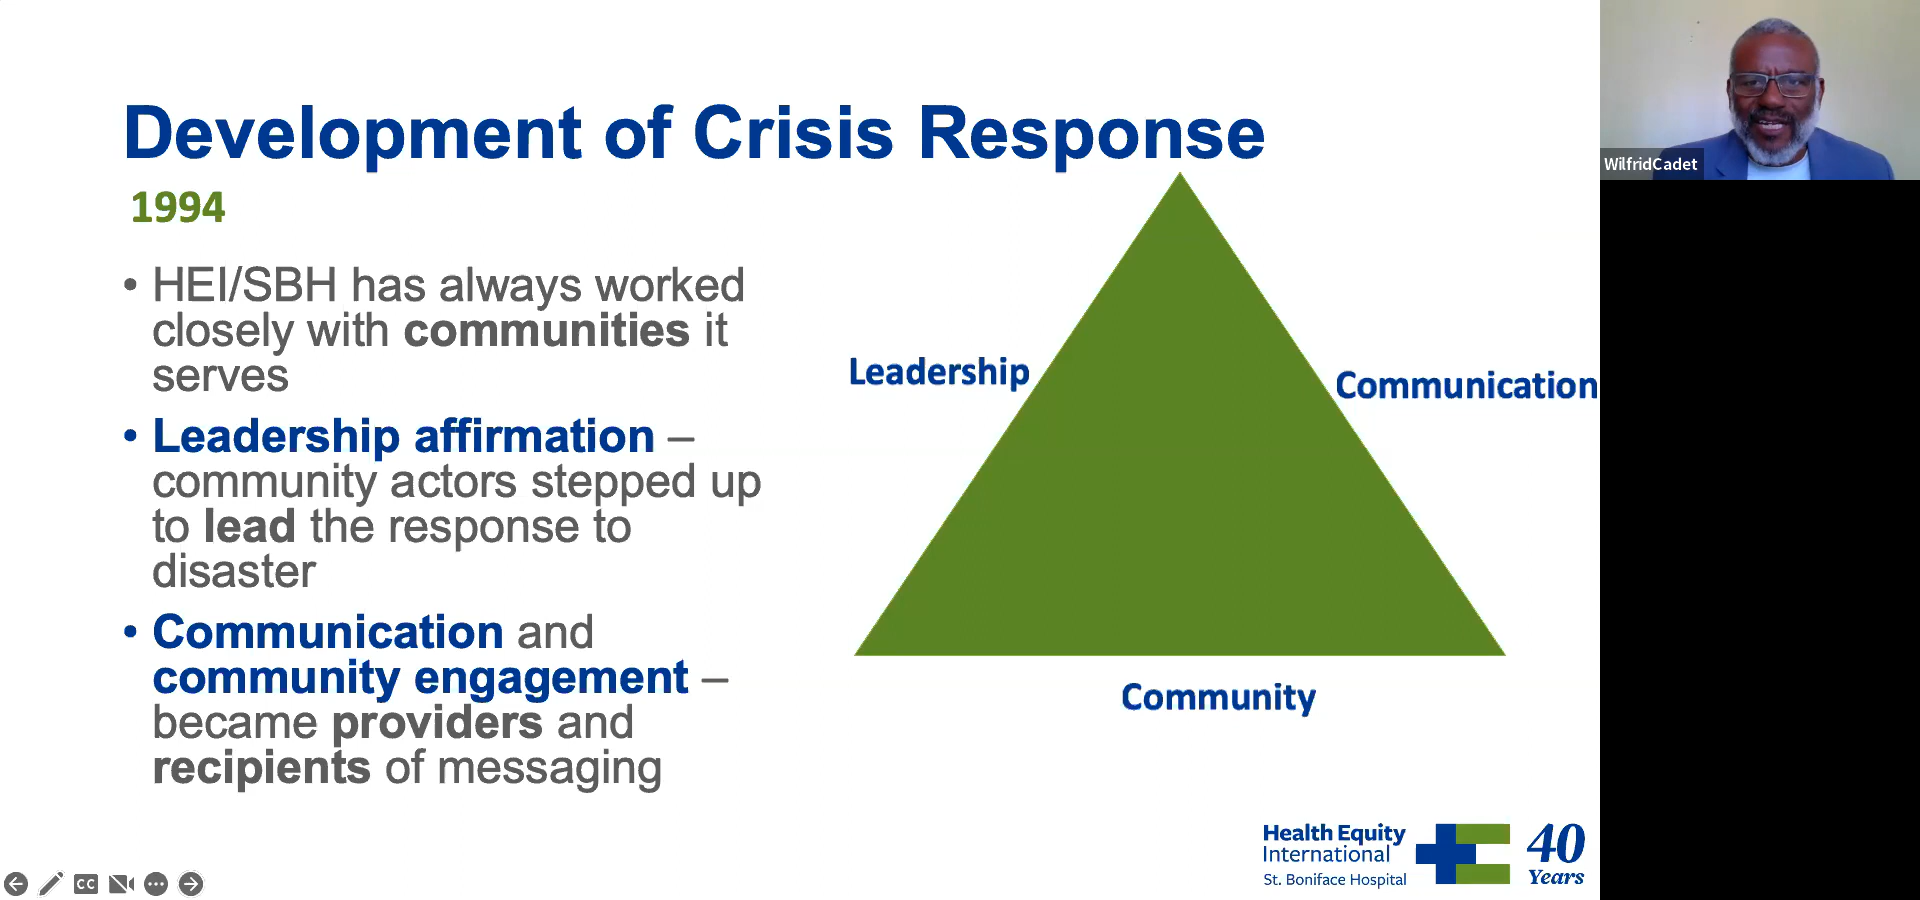 Development of Crisis Response
1994
• HEI/SBH has always worked
closely with communities it
serves
• Leadership affirmation –
community actors stepped up
to lead the response to
disaster
• Communication and
community engagement –
became providers and
recipients of messaging
Leadership
Communication
Community
Health Equity
International
St. Boniface Hospital
40
Years
CC
WilfridCadet